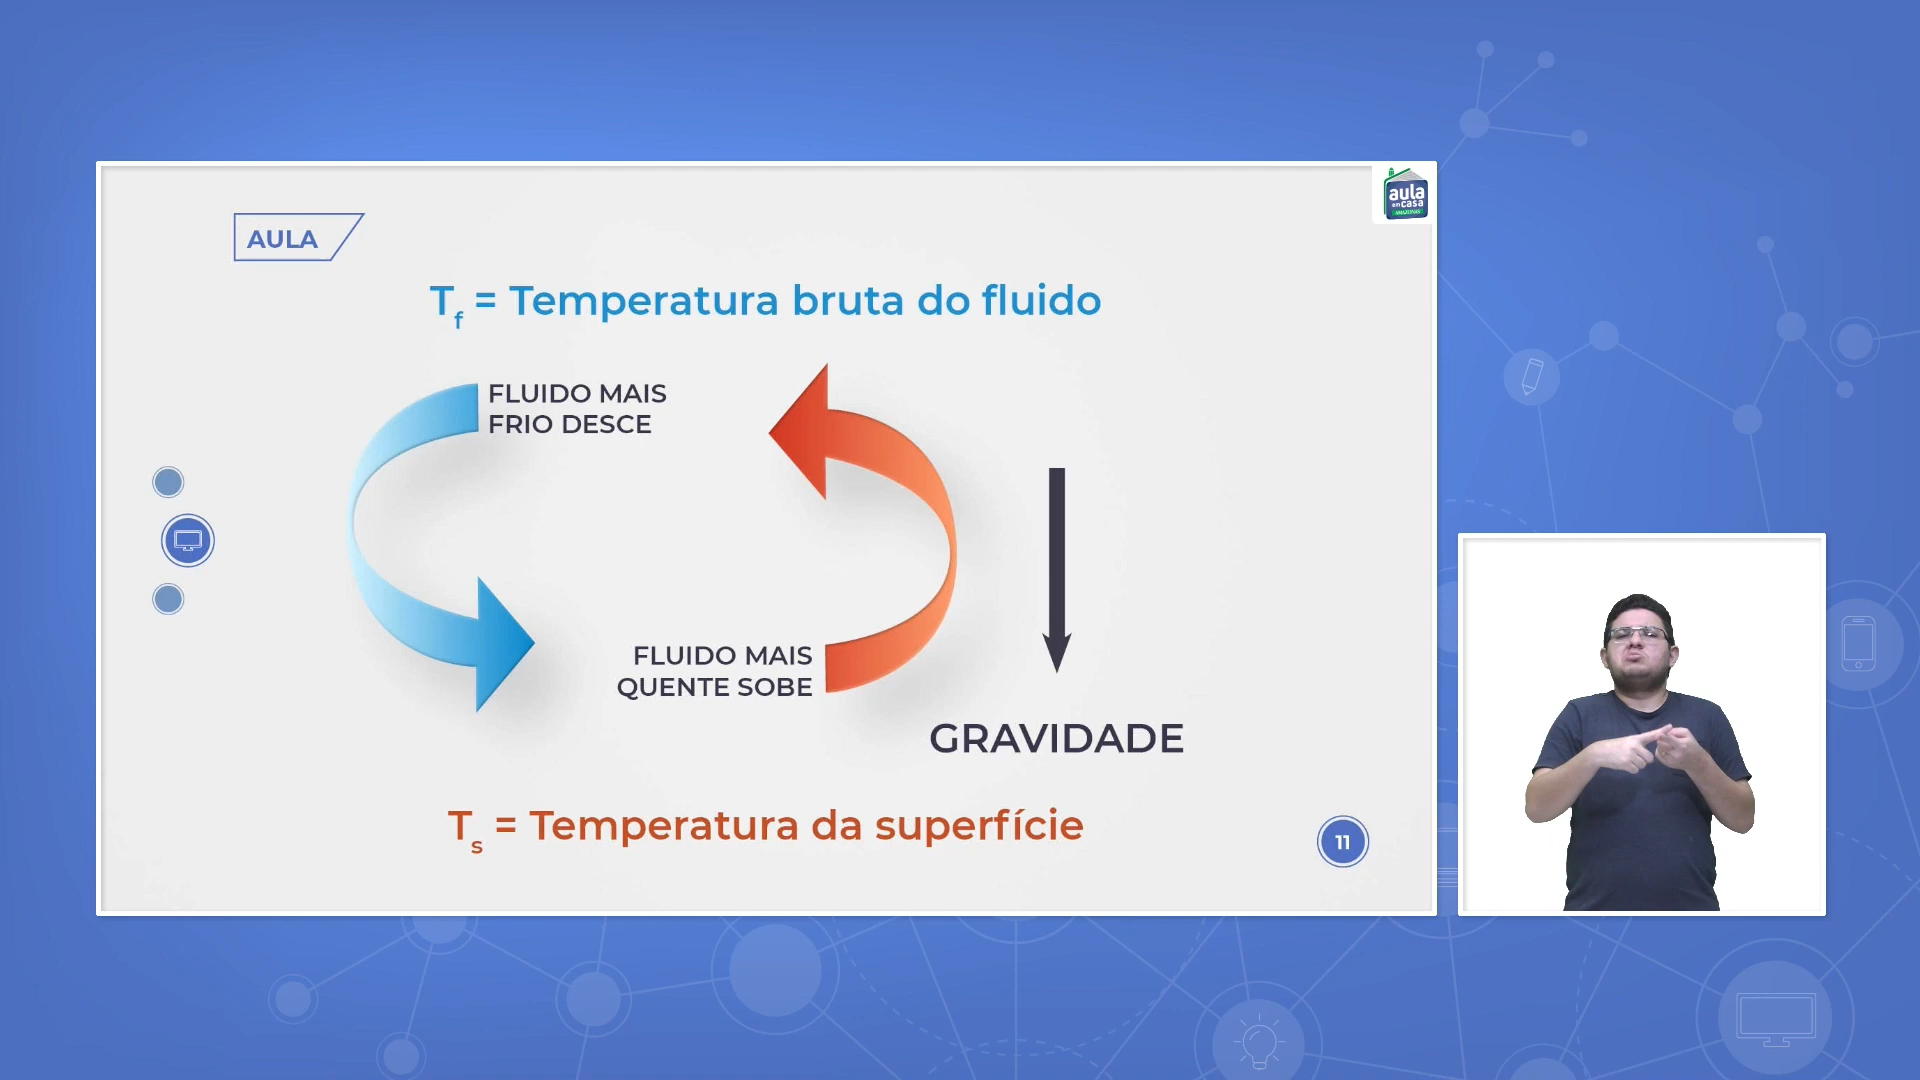 aula
em casa
AMAZONAS
AULA
Tf = Temperatura bruta do fluido
FLUIDO MAIS
FRIO DESCE
FLUIDO MAIS
QUENTE SOBE
GRAVIDADE
Ts = Temperatura da superfície
11